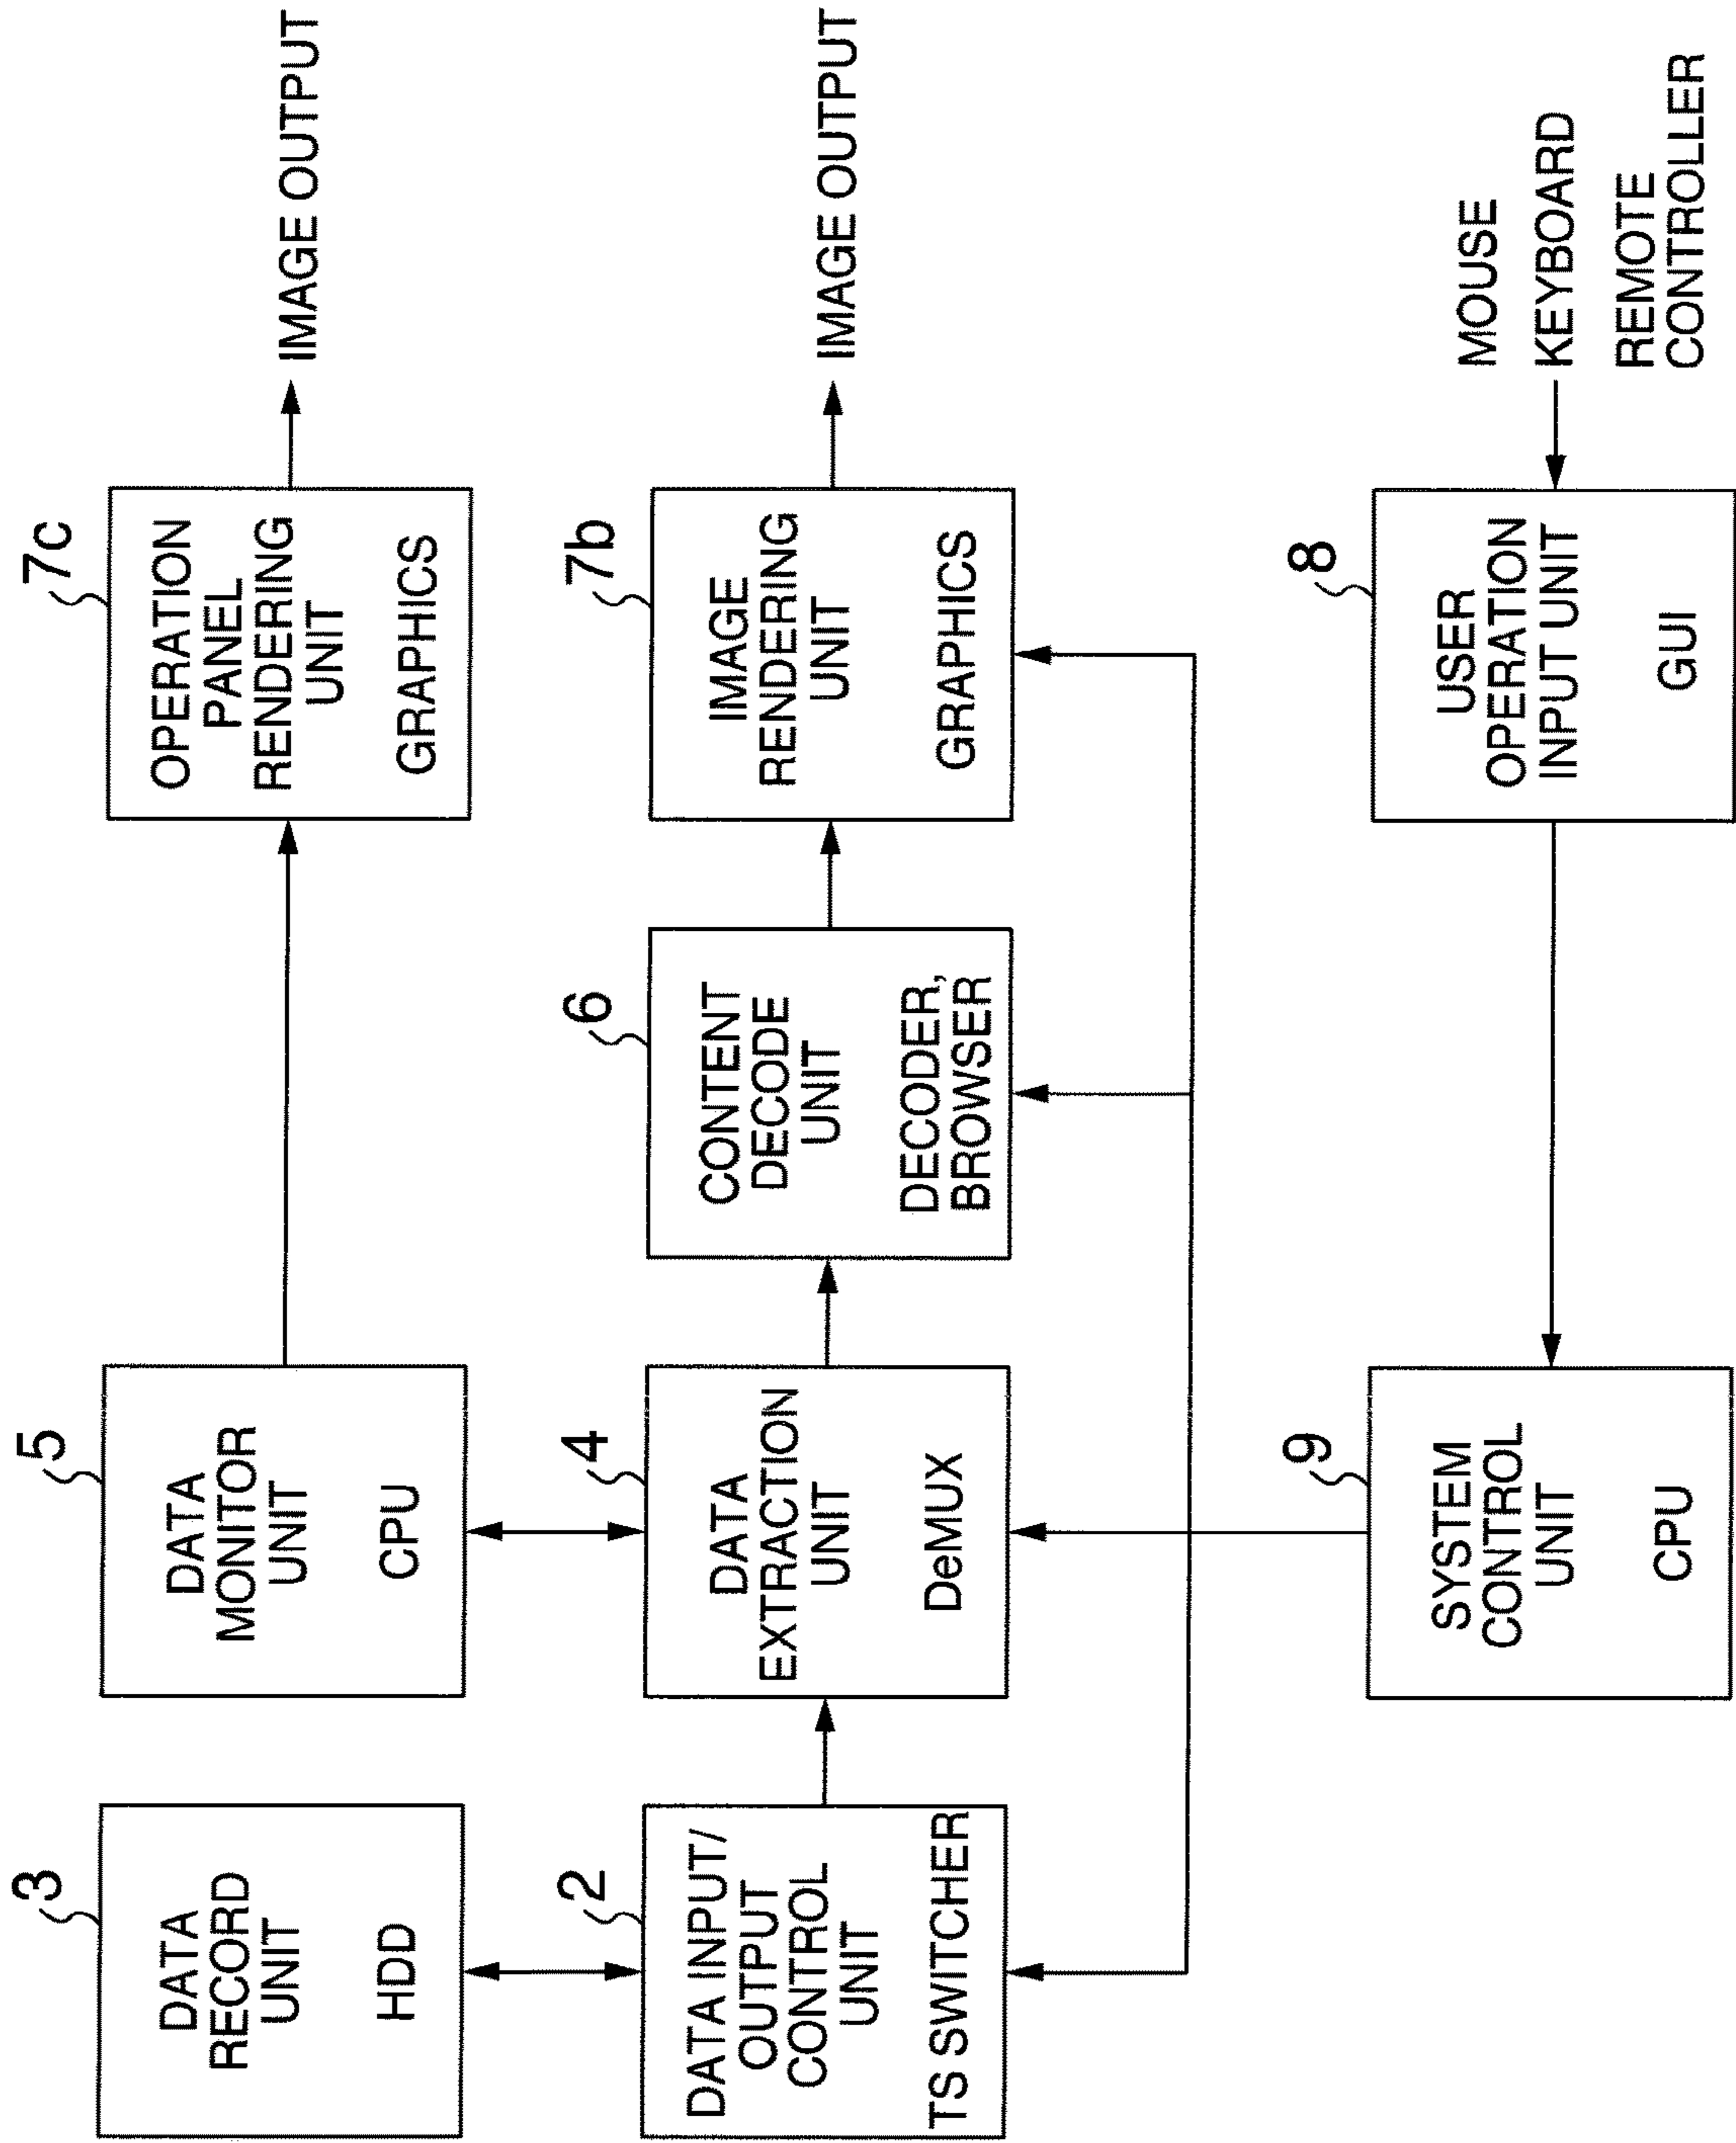 3
DATA
RECORD
UNIT
HDD
5
DATA
MONITOR
UNIT
CPU
7c
OPERATION
PANEL
RENDERING
UNIT
GRAPHICS
IMAGE OUTPUT
2
DATA INPUT/
OUTPUT
CONTROL
UNIT
TS SWITCHER
4
DATA
EXTRACTION
UNIT
DeMUX
6
CONTENT
DECODE
UNIT
DECODER,
BROWSER
7b
IMAGE
RENDERING
UNIT
GRAPHICS
IMAGE OUTPUT
9
SYSTEM
CONTROL
UNIT
CPU
8
USER
OPERATION
INPUT UNIT
GUI
MOUSE
KEYBOARD
REMOTE
CONTROLLER